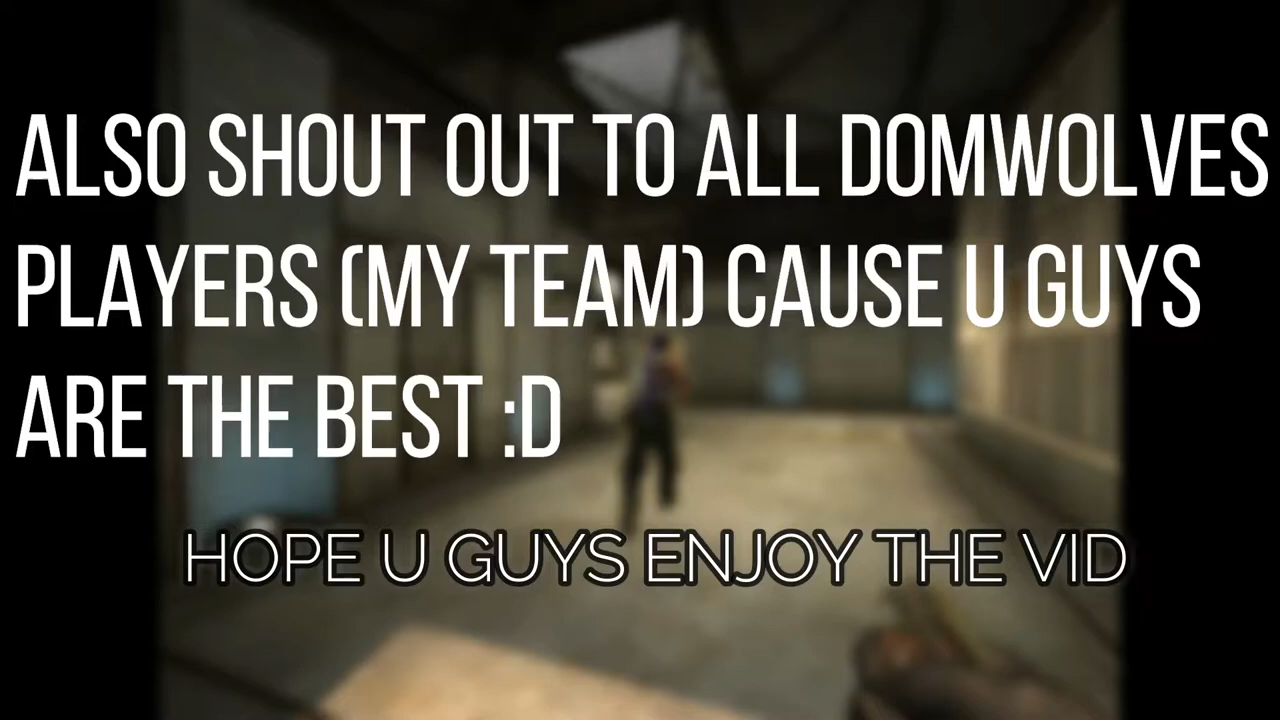 ALSO SHOUT OUT TO ALL DOMWOLVES
PLAYERS (MY TEAM) CAUSE U GUYS
ARE THE BEST :D
HOPE U GUYS ENJOY THE VID